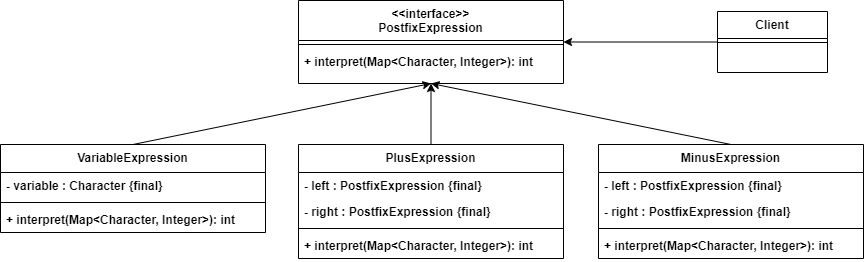 <<interface>>
PostfixExpression
+ interpret(Map<Character, Integer>): int
Client
VariableExpression
- variable : Character {final}
+ interpret(Map<Character, Integer>): int
PlusExpression
- left : PostfixExpression {final}
- right : PostfixExpression {final}
+ interpret(Map<Character, Integer>): int
MinusExpression
- left : PostfixExpression {final}
- right : PostfixExpression {final}
+ interpret(Map<Character, Integer>): int